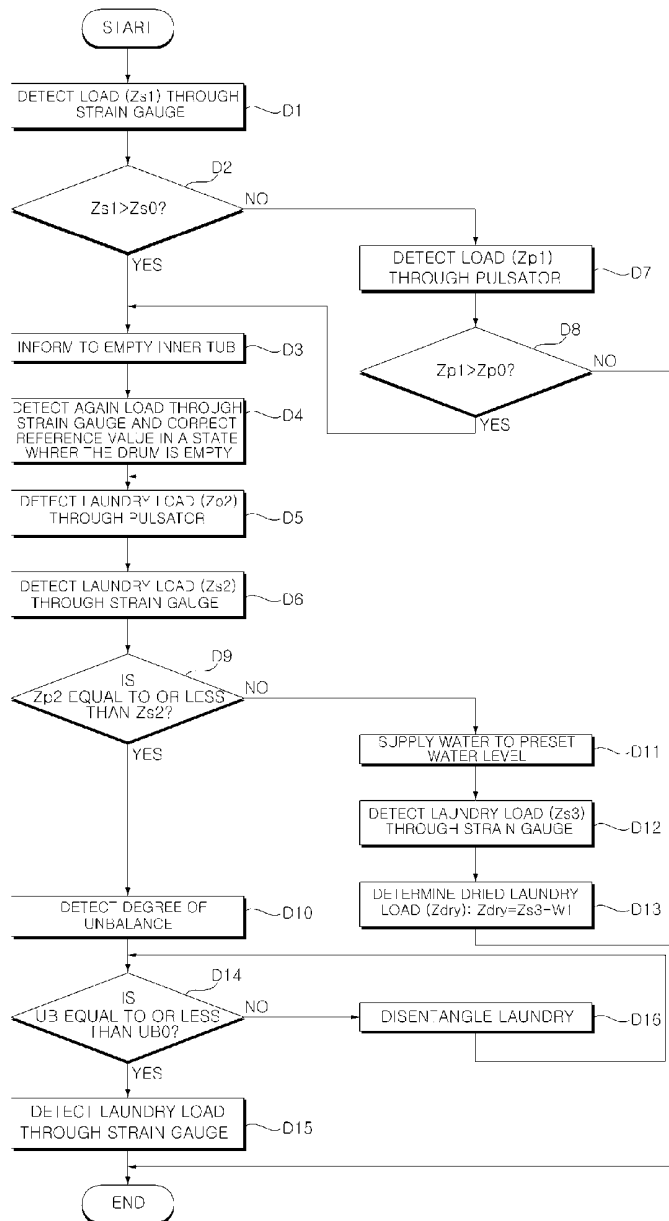 START
DETECT LOAD (Zs1) THROUGH
STRAIN GAUGE
D1
D2
Zs1>Zs0?
NO
YES
DETECT LOAD (Zp1)
THROUGH PULSATOR
D7
D8
Zp1>Zp0?
NO
YES
INFORM TO EMPTY INNER TUB
D3
DETECT AGAIN LOAD THROUGH
STRAIN GAUGE AND CORRECT
REFERENCE VALUE IN A STATE
WHRER THE DRUM IS EMPTY
D4
DETECT LAUNDRY LOAD (Zp2)
THROUGH PULSATOR
D5
DETECT LAUNDRY LOAD (Zs2)
THROUGH STRAIN GAUGE
D6
D9
IS
Zp2 EQUAL TO OR LESS
THAN Zs2?
NO
YES
SUPPLY WATER TO PRESET
WATER LEVEL
D11
DETECT LAUNDRY LOAD (Zs3)
THROUGH STRAIN GAUGE
D12
DETERMINE DRIED LAUNDRY
LOAD (Zdry): Zdry=Zs3-W1
D13
DETECT DEGREE OF
UNBALANCE
D10
D14
IS
UB EQUAL TO OR LESS
THAN UB0?
NO
YES
DISENTANGLE LAUNDRY
D16
DETECT LAUNDRY LOAD
THROUGH STRAIN GAUGE
D15
END